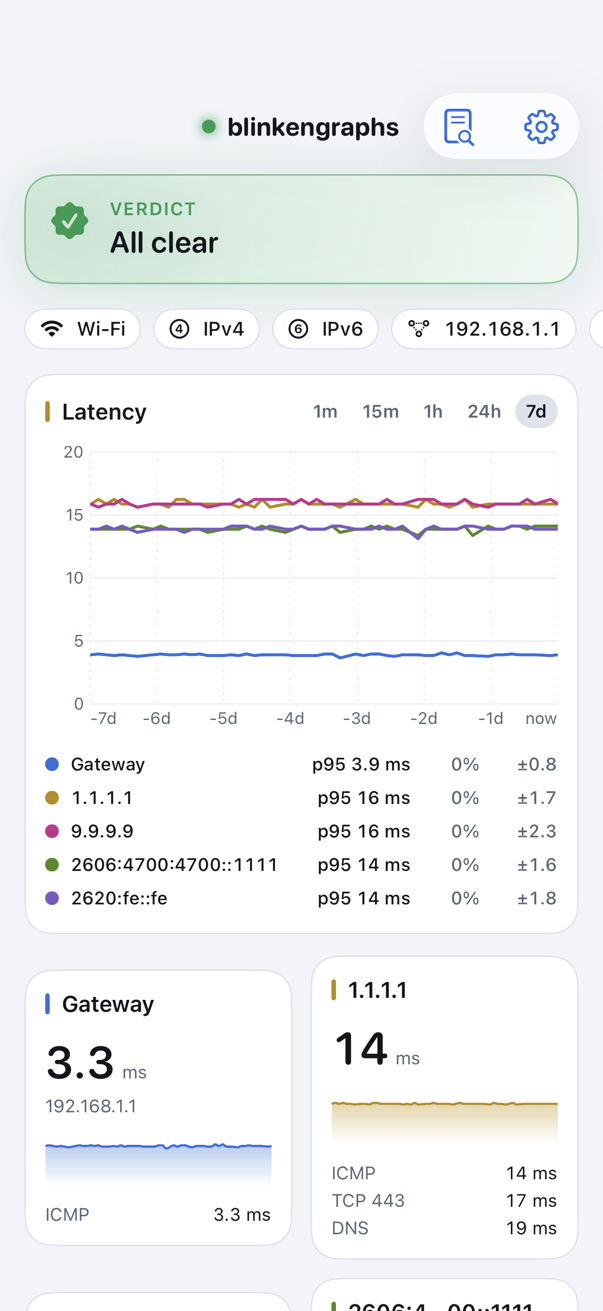 blinkengraphs
VERDICT
All clear
Wi-Fi
4 IPv4
6 IPv6
192.168.1.1
Latency
1m 15m 1h 24h 7d
20
15
10
5
0
-7d -6d -5d -4d -3d -2d -1d now
Gateway p95 3.9 ms 0% ±0.8
1.1.1.1 p95 16 ms 0% ±1.7
9.9.9.9 p95 16 ms 0% ±2.3
2606:4700:4700::1111 p95 14 ms 0% ±1.6
2620:fe::fe p95 14 ms 0% ±1.8
Gateway
3.3 ms
192.168.1.1
ICMP 3.3 ms
1.1.1.1
14 ms
ICMP 14 ms
TCP 443 17 ms
DNS 19 ms